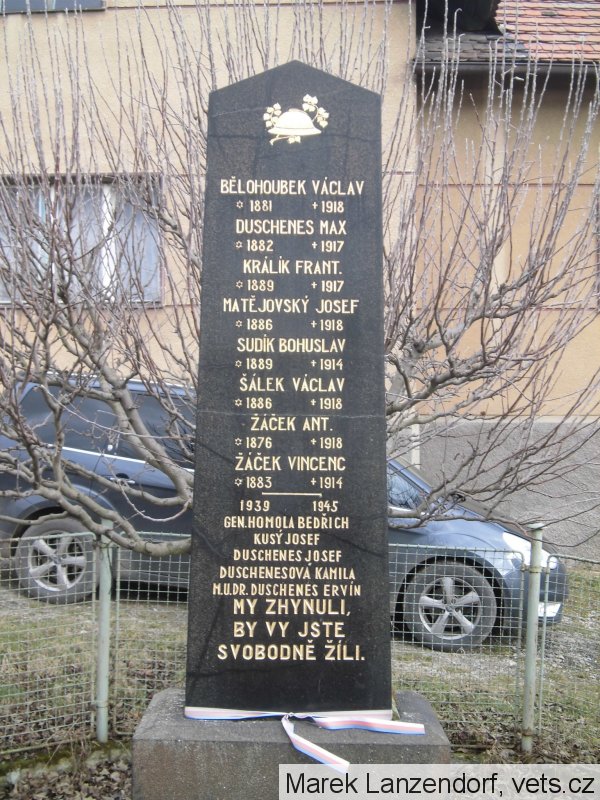 BĚLOHOUBEK VÁCLAV
✡ 1881 + 1918
DUSCHENES MAX
✡ 1882 + 1917
KRÁLÍK FRANT.
✡ 1889 + 1917
MATĚJOVSKÝ JOSEF
✡ 1886 + 1918
SUDÍK BOHUSLAV
✡ 1889 + 1914
ŠÁLEK VÁCLAV
✡ 1886 + 1918
ŽÁČEK ANT.
✡ 1876 + 1918
ŽÁČEK VINCENC
✡ 1883 + 1914
1939 1945
GEN. HOMOLA BEDŘICH
KUSÝ JOSEF
DUSCHENES JOSEF
DUSCHENESOVÁ KAMILA
M.U.DR. DUSCHENES ERVÍN
MY ZHYNULI,
BY VY JSTE
SVOBODNĚ ŽÍLI.
Marek Lanzendorf, vets.cz